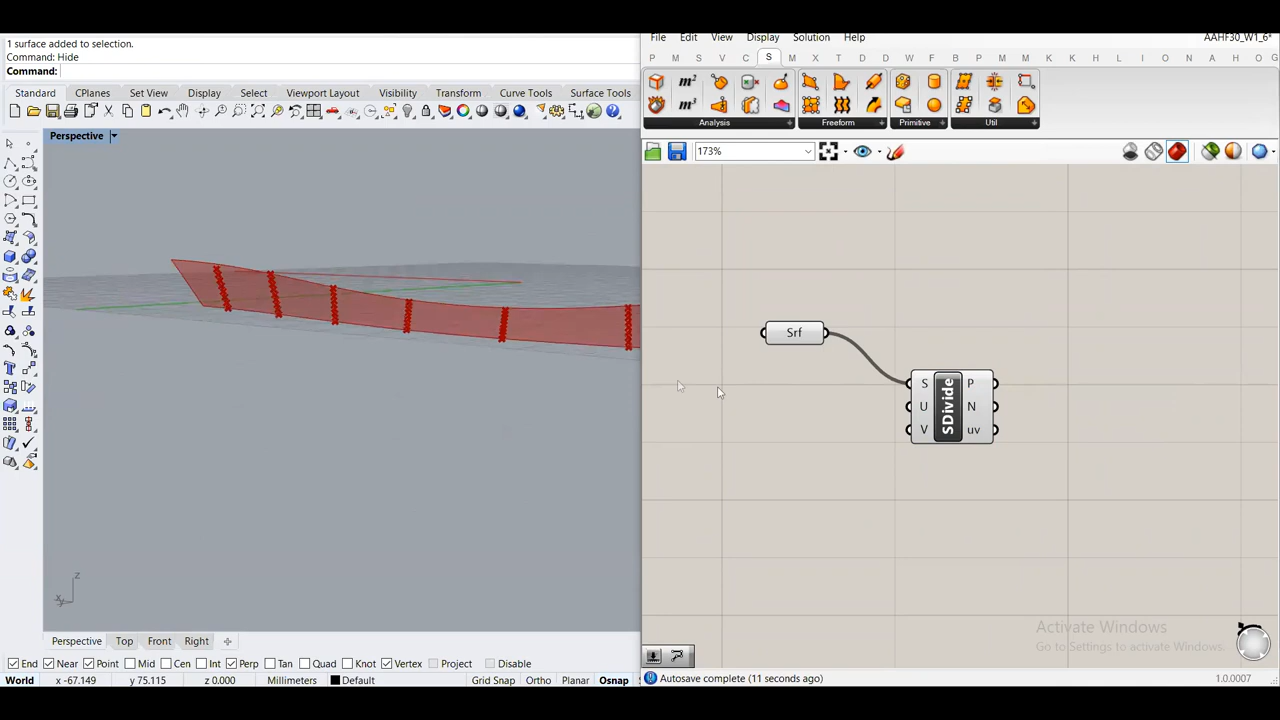 1 surface added to selection.
Command: Hide
Command:
Standard CPlanes Set View Display Select Viewport Layout Visibility Transform Curve Tools Surface Tools
Perspective
z
x y
Perspective Top Front Right
End Near Point Mid Cen Int Perp Tan Quad Knot Vertex Project Disable
World x -67.149 y 75.115 z 0.000 Millimeters Default Grid Snap Ortho Planar Osnap
File Edit View Display Solution Help AAHF30_W1_6*
P M S V C S M X T W F B P K M M K D H L I D H O G
m² m³
Analysis Freeform Primitive Util
173%
Srf
S U V SDivide P N uv
Activate Windows
Go to Settings to activate Windows.
Autosave complete (11 seconds ago) 1.0.0007